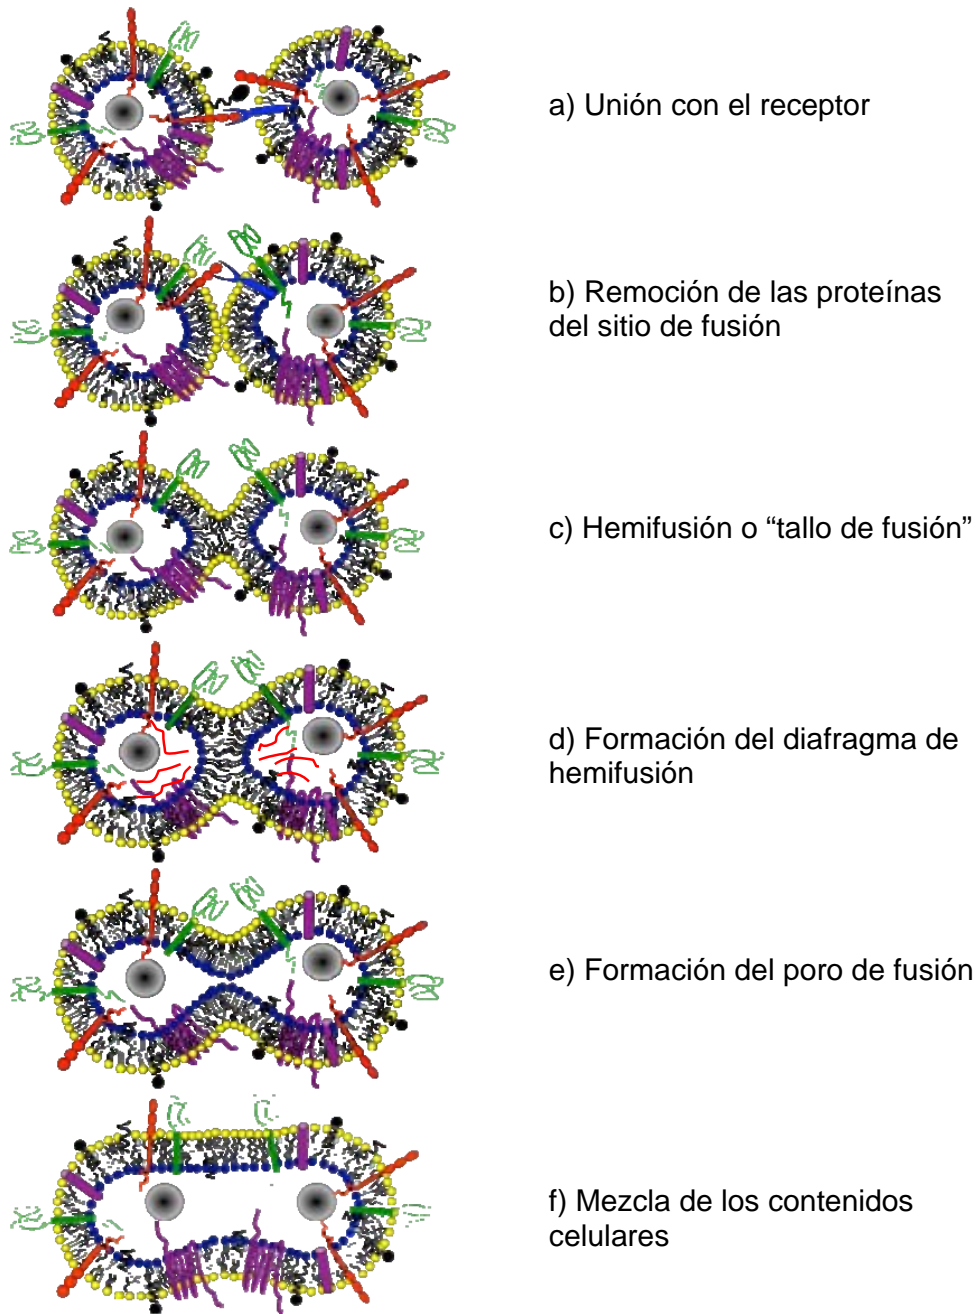 a) Unión con el receptor
b) Remoción de las proteínas
del sitio de fusión
c) Hemifusión o “tallo de fusión”
d) Formación del diafragma de
hemifusión
e) Formación del poro de fusión
f) Mezcla de los contenidos
celulares